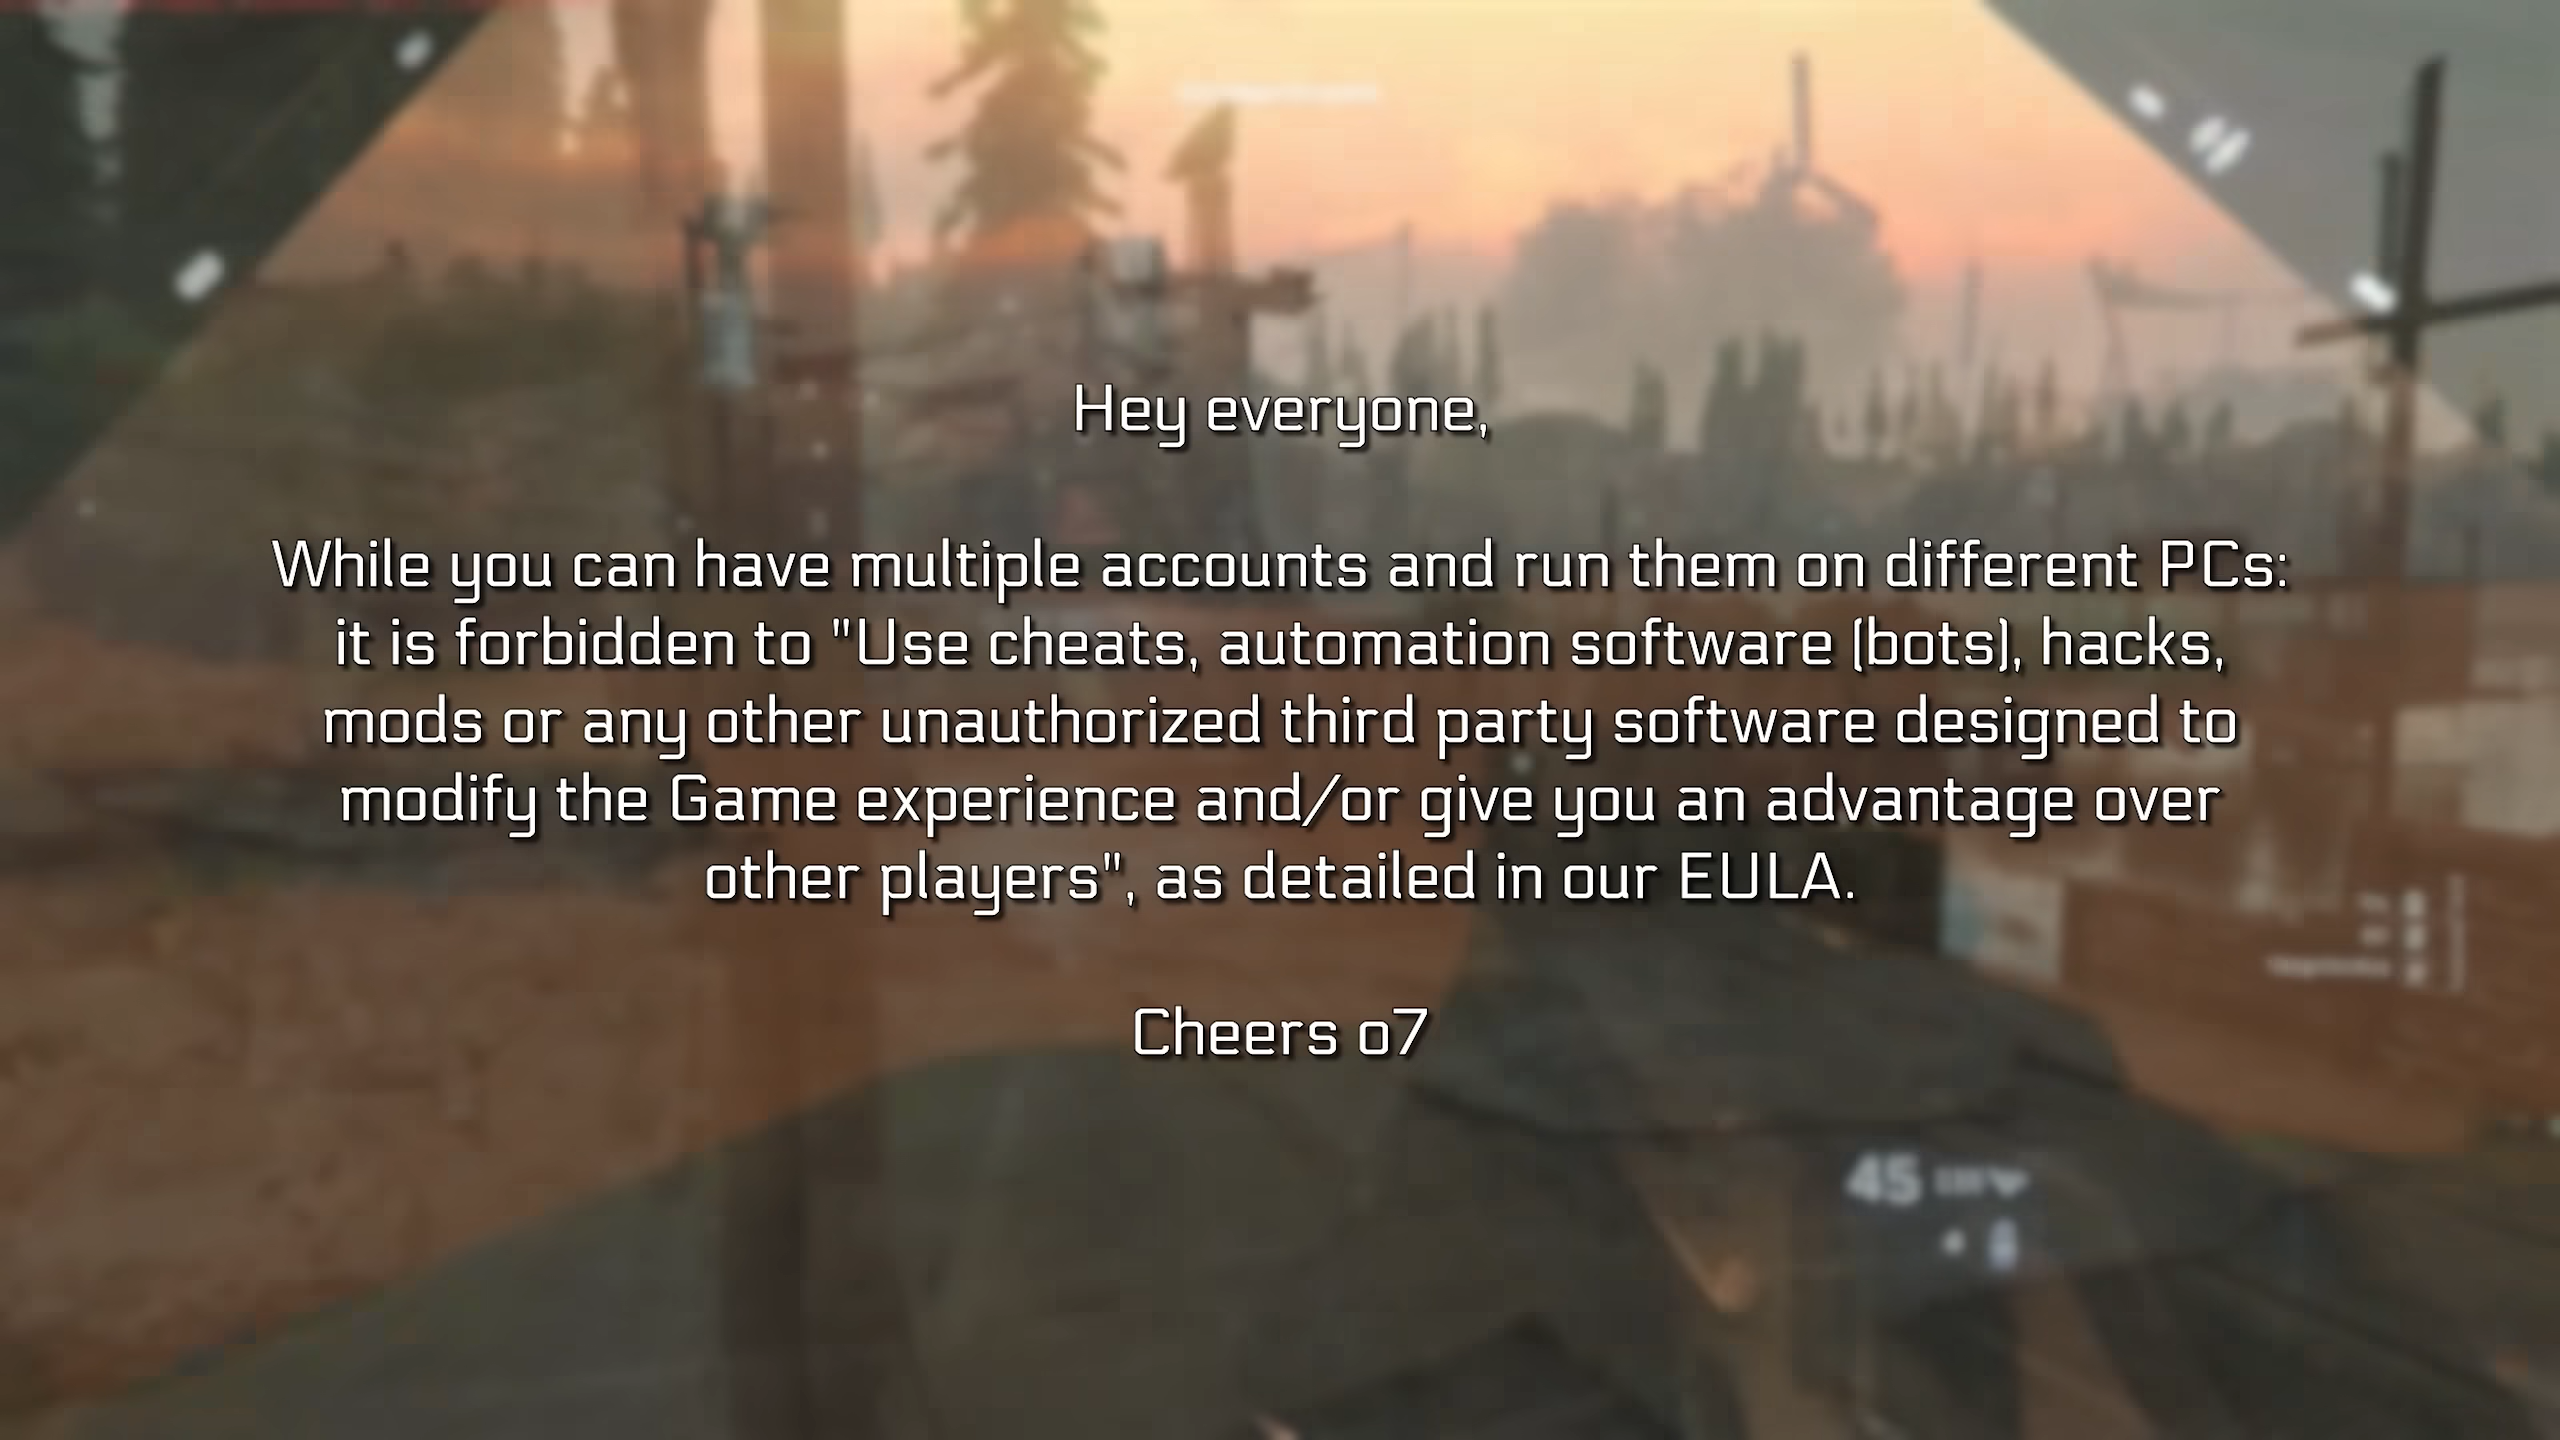 Hey everyone,
While you can have multiple accounts and run them on different PCs:
it is forbidden to "Use cheats, automation software (bots), hacks,
mods or any other unauthorized third party software designed to
modify the Game experience and/or give you an advantage over
other players", as detailed in our EULA.
Cheers o7
45